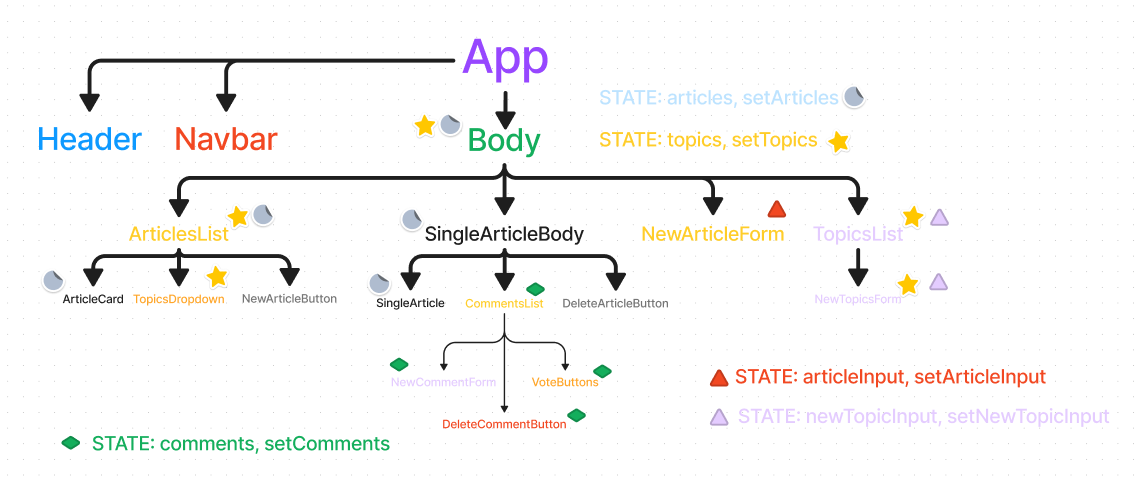 App
STATE: articles, setArticles
Header
Navbar
Body
STATE: topics, setTopics
ArticlesList
SingleArticleBody
NewArticleForm
TopicsList
ArticleCard
TopicsDropdown
NewArticleButton
SingleArticle
CommentsList
DeleteArticleButton
NewTopicsForm
NewCommentForm
VoteButtons
STATE: articleInput, setArticleInput
STATE: newTopicInput, setNewTopicInput
DeleteCommentButton
STATE: comments, setComments